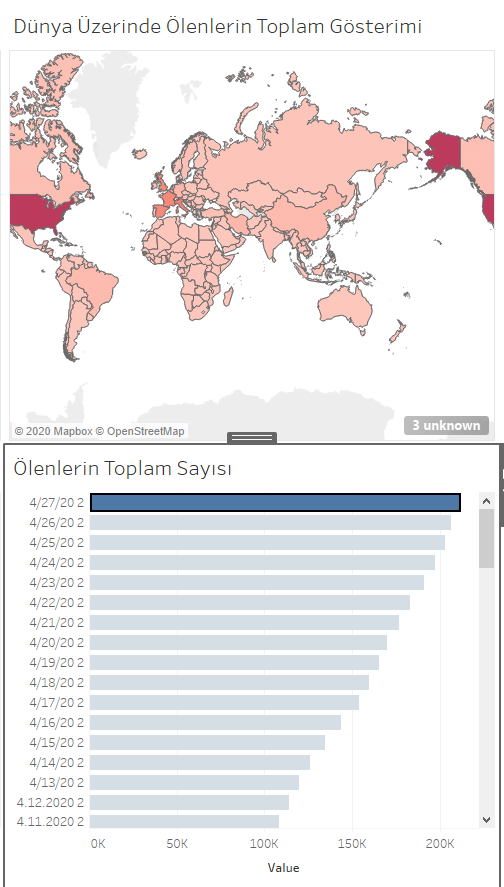 Dünya Üzerinde Ölenlerin Toplam Gösterimi
© 2020 Mapbox © OpenStreetMap
3 unknown
Ölenlerin Toplam Sayısı
4/27/20 2
4/26/20 2
4/25/20 2
4/24/20 2
4/23/20 2
4/22/20 2
4/21/20 2
4/20/20 2
4/19/20 2
4/18/20 2
4/17/20 2
4/16/20 2
4/15/20 2
4/14/20 2
4/13/20 2
4.12.2020 2
4.11.2020 2
0K 50K 100K 150K 200K
Value